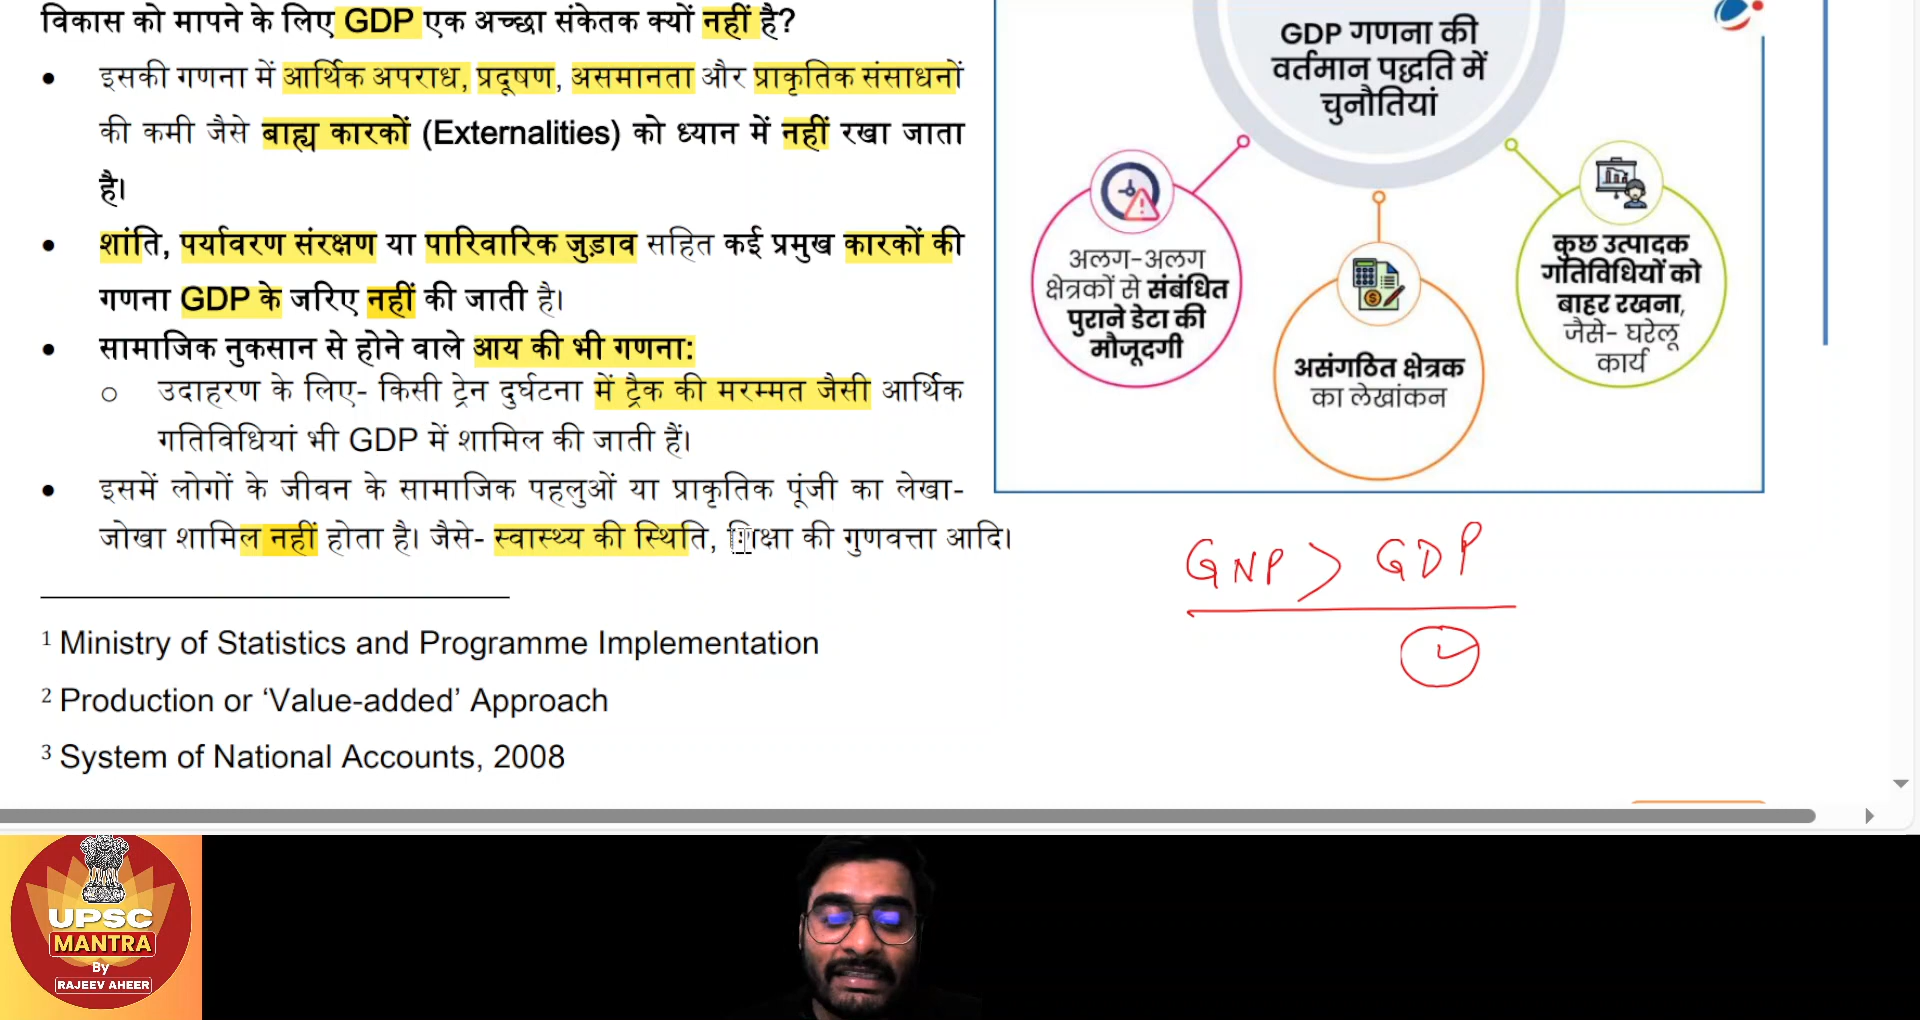 विकास को मापने के लिए GDP एक अच्छा संकेतक क्यों नहीं है?
• इसकी गणना में आर्थिक अपराध, प्रदूषण, असमानता और प्राकृतिक संसाधनों
की कमी जैसे बाह्य कारकों (Externalities) को ध्यान में नहीं रखा जाता
है।
• शांति, पर्यावरण संरक्षण या पारिवारिक जुड़ाव सहित कई प्रमुख कारकों की
गणना GDP के जरिए नहीं की जाती है।
• सामाजिक नुकसान से होने वाले आय की भी गणना:
o उदाहरण के लिए- किसी ट्रेन दुर्घटना में ट्रैक की मरम्मत जैसी आर्थिक
गतिविधियां भी GDP में शामिल की जाती हैं।
• इसमें लोगों के जीवन के सामाजिक पहलुओं या प्राकृतिक पूंजी का लेखा-
जोखा शामिल नहीं होता है। जैसे- स्वास्थ्य की स्थिति, शिक्षा की गुणवत्ता आदि।
1 Ministry of Statistics and Programme Implementation
2 Production or ‘Value-added’ Approach
3 System of National Accounts, 2008
GDP गणना की
वर्तमान पद्धति में
चुनौतियां
अलग-अलग
क्षेत्रकों से संबंधित
पुराने डेटा की
मौजूदगी
असंगठित क्षेत्रक
का लेखांकन
कुछ उत्पादक
गतिविधियों को
बाहर रखना,
जैसे- घरेलू
कार्य
GNP > GDP
UPSC
MANTRA
By
RAJEEV AHEER